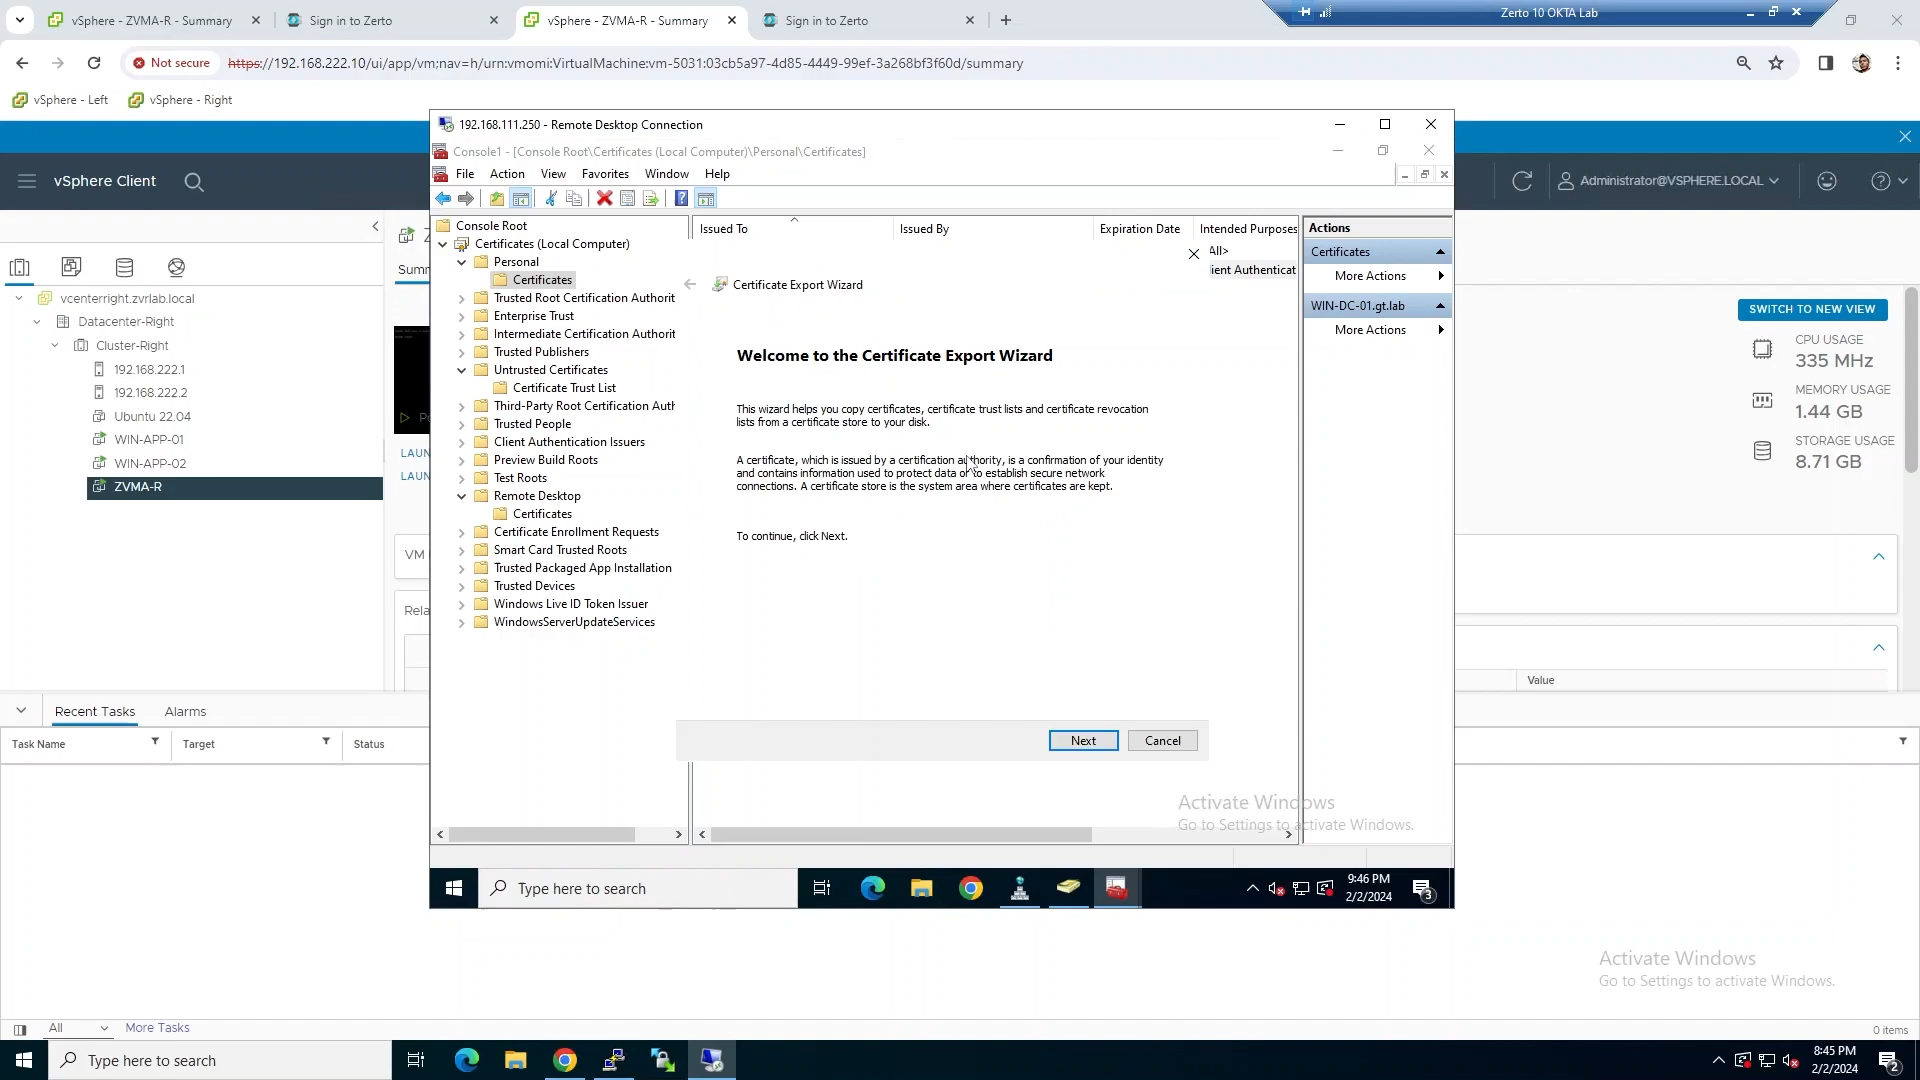 vSphere - ZVMA-R - Summary
Sign in to Zerto
vSphere - ZVMA-R - Summary
Sign in to Zerto
Zerto 10 OKTA Lab
Not secure
https://192.168.222.10/ui/app/vm;nav=h/urn:vmomi:VirtualMachine:vm-5031:03cb5a97-4d85-4449-99ef-3a268bf3f60d/summary
vSphere - Left
vSphere - Right
192.168.111.250 - Remote Desktop Connection
Console1 - [Console Root\Certificates (Local Computer)\Personal\Certificates]
File Action View Favorites Window Help
vSphere Client
Administrator@VSPHERE.LOCAL
Summ
vcenterright.zvrlab.local
Datacenter-Right
Cluster-Right
192.168.222.1
192.168.222.2
Ubuntu 22.04
WIN-APP-01
WIN-APP-02
ZVMA-R
Po
LAUN
LAUN
VM
Rela
Console Root
Certificates (Local Computer)
Personal
Certificates
Trusted Root Certification Authorit
Enterprise Trust
Intermediate Certification Authorit
Trusted Publishers
Untrusted Certificates
Certificate Trust List
Third-Party Root Certification Auth
Trusted People
Client Authentication Issuers
Preview Build Roots
Test Roots
Remote Desktop
Certificates
Certificate Enrollment Requests
Smart Card Trusted Roots
Trusted Packaged App Installation
Trusted Devices
Windows Live ID Token Issuer
WindowsServerUpdateServices
Issued To
Issued By
Expiration Date
Intended Purposes
All>
ient Authenticat
Certificate Export Wizard
Welcome to the Certificate Export Wizard
This wizard helps you copy certificates, certificate trust lists and certificate revocation
lists from a certificate store to your disk.
A certificate, which is issued by a certification authority, is a confirmation of your identity
and contains information used to protect data or to establish secure network
connections. A certificate store is the system area where certificates are kept.
To continue, click Next.
Next
Cancel
Actions
Certificates
More Actions
WIN-DC-01.gt.lab
More Actions
SWITCH TO NEW VIEW
CPU USAGE
335 MHz
MEMORY USAGE
1.44 GB
STORAGE USAGE
8.71 GB
Value
Activate Windows
Go to Settings to activate Windows.
Type here to search
9:46 PM
2/2/2024
3
Recent Tasks
Alarms
Task Name
Target
Status
Activate Windows
Go to Settings to activate Windows.
All
More Tasks
0 items
Type here to search
8:45 PM
2/2/2024
2